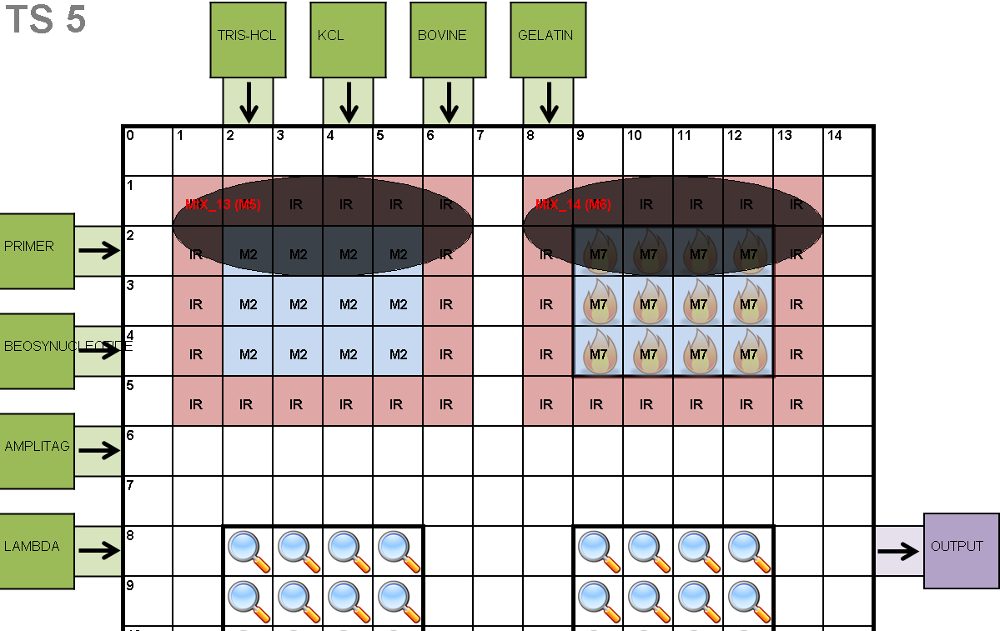 TS 5
TRIS-HCL KCL BOVINE GELATIN
0 1 2 3 4 5 6 7 8 9 10 11 12 13 14
1 MIX_13 (M5) IR IR IR IR MIX_14 (M6) IR IR IR IR
PRIMER 2 IR M2 M2 M2 M2 IR IR M7 M7 M7 M7 IR
3 IR M2 M2 M2 M2 IR IR M7 M7 M7 M7 IR
BEOSYNUCLEOTIDE 4 IR M2 M2 M2 M2 IR IR M7 M7 M7 M7 IR
5 IR IR IR IR IR IR IR IR IR IR IR IR
AMPLITAG 6
7
LAMBDA 8 OUTPUT
9